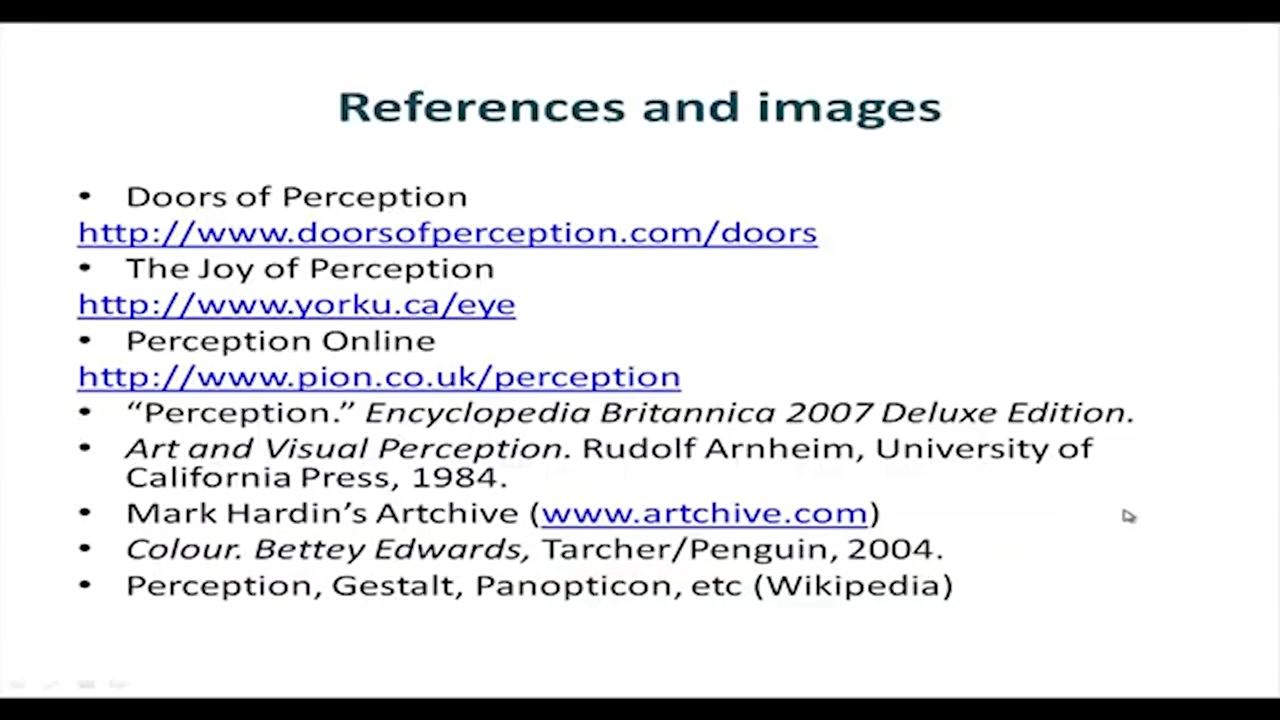 References and images
• Doors of Perception
http://www.doorsofperception.com/doors
• The Joy of Perception
http://www.yorku.ca/eye
• Perception Online
http://www.pion.co.uk/perception
• “Perception.” Encyclopedia Britannica 2007 Deluxe Edition.
• Art and Visual Perception. Rudolf Arnheim, University of
California Press, 1984.
• Mark Hardin’s Artchive (www.artchive.com)
• Colour. Bettey Edwards, Tarcher/Penguin, 2004.
• Perception, Gestalt, Panopticon, etc (Wikipedia)